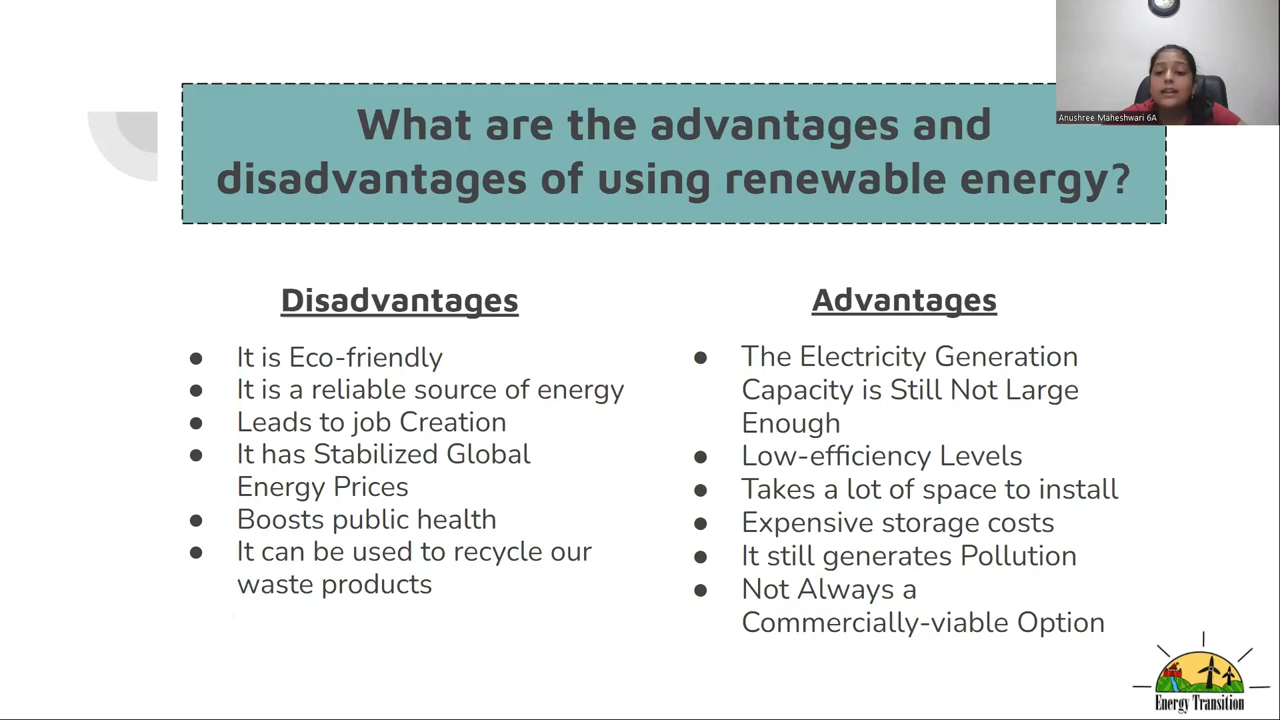 Anushree Maheshwari 6A
What are the advantages and
disadvantages of using renewable energy?
Disadvantages
● It is Eco-friendly
● It is a reliable source of energy
● Leads to job Creation
● It has Stabilized Global
Energy Prices
● Boosts public health
● It can be used to recycle our
waste products
Advantages
● The Electricity Generation
Capacity is Still Not Large
Enough
● Low-efficiency Levels
● Takes a lot of space to install
● Expensive storage costs
● It still generates Pollution
● Not Always a
Commercially-viable Option
Energy Transition